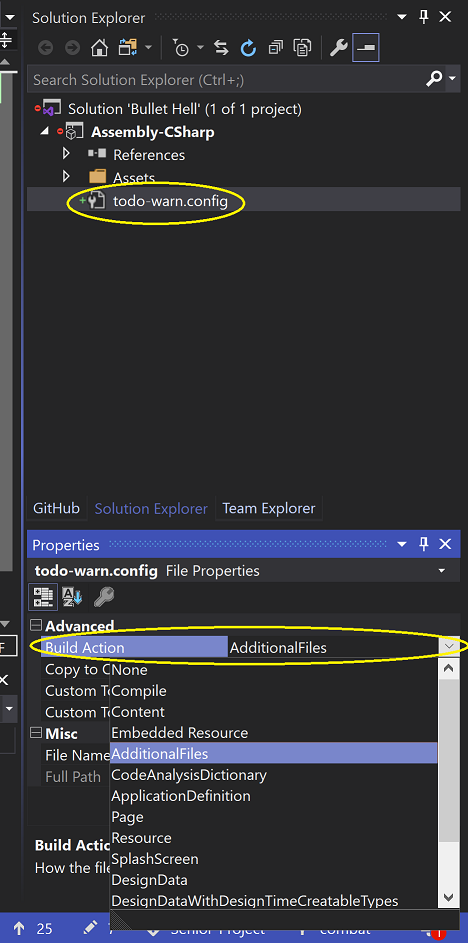 Solution Explorer
Search Solution Explorer (Ctrl+;)
Solution 'Bullet Hell' (1 of 1 project)
Assembly-CSharp
References
Assets
todo-warn.config
GitHub Solution Explorer Team Explorer
Properties
todo-warn.config File Properties
Advanced
Build Action AdditionalFiles
Copy to O
None
Custom To
Compile
Custom To
Content
Misc
Embedded Resource
File Name
AdditionalFiles
Full Path
CodeAnalysisDictionary
ApplicationDefinition
Page
Resource
Build Actio
SplashScreen
How the file
DesignData
DesignDataWithDesignTimeCreatableTypes
25 Senior Project combat 1